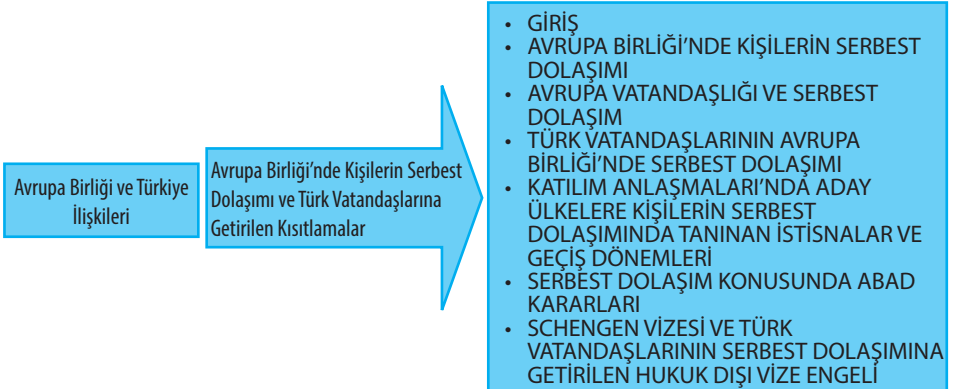 Avrupa Birliği ve Türkiye
İlişkileri
Avrupa Birliği’nde Kişilerin Serbest
Dolaşımı ve Türk Vatandaşlarına
Getirilen Kısıtlamalar
• GİRİŞ
• AVRUPA BİRLİĞİ’NDE KİŞİLERİN SERBEST
DOLAŞIMI
• AVRUPA VATANDAŞLIĞI VE SERBEST
DOLAŞIM
• TÜRK VATANDAŞLARININ AVRUPA
BİRLİĞİ’NDE SERBEST DOLAŞIMI
• KATILIM ANLAŞMALARI’NDA ADAY
ÜLKELERE KİŞİLERİN SERBEST
DOLAŞIMINDA TANINAN İSTİSNALAR VE
GEÇİŞ DÖNEMLERİ
• SERBEST DOLAŞIM KONUSUNDA ABAD
KARARLARI
• SCHENGEN VİZESİ VE TÜRK
VATANDAŞLARININ SERBEST DOLAŞIMINA
GETİRİLEN HUKUK DIŞI VİZE ENGELİ